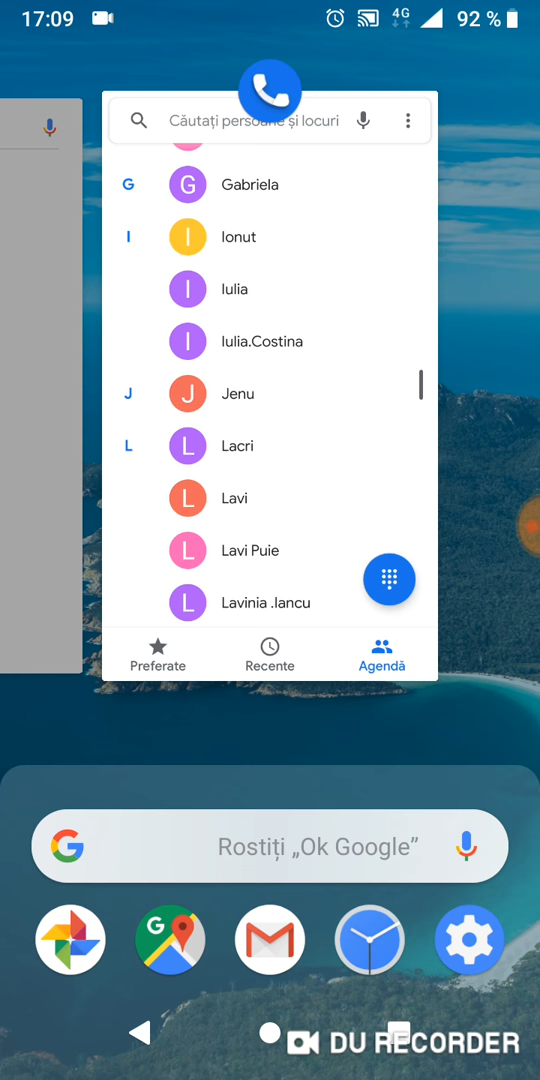 17:09
4G
92 %
Căutați persoane și locuri
G
G
Gabriela
I
I
Ionut
I
Iulia
I
Iulia.Costina
J
J
Jenu
L
L
Lacri
L
Lavi
L
Lavi Puie
L
Lavinia .Iancu
Preferate
Recente
Agendă
G
Rostiți „Ok Google”
G
DU RECORDER